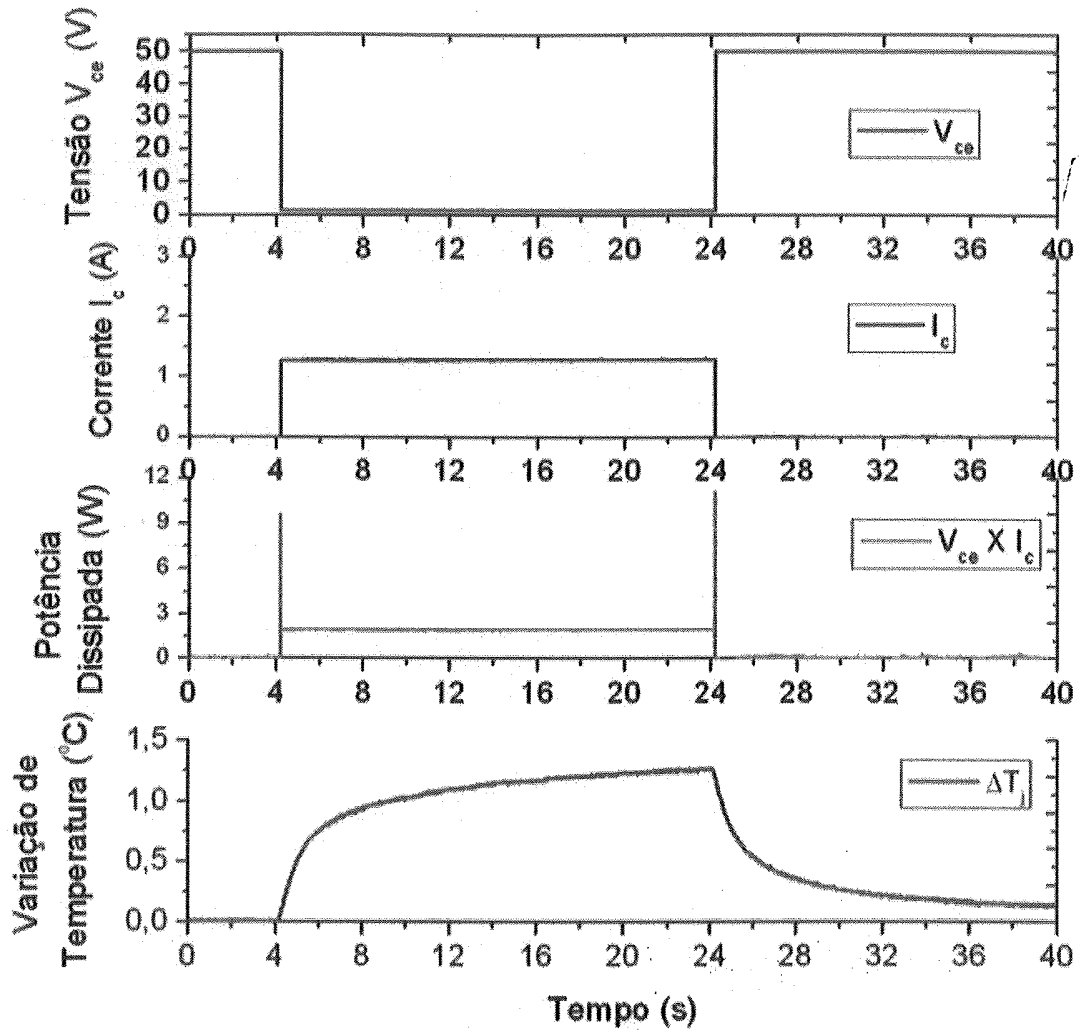 Tensão V_ce (V)
50
40
30
20
10
0
V_ce
0 4 8 12 16 20 24 28 32 36 40
Corrente I_c (A)
3
2
1
0
I_c
0 4 8 12 16 20 24 28 32 36 40
Potência
Dissipada (W)
12
9
6
3
0
V_ce X I_c
0 4 8 12 16 20 24 28 32 36 40
Variação de
Temperatura (°C)
1,5
1,0
0,5
0,0
ΔT_j
0 4 8 12 16 20 24 28 32 36 40
Tempo (s)